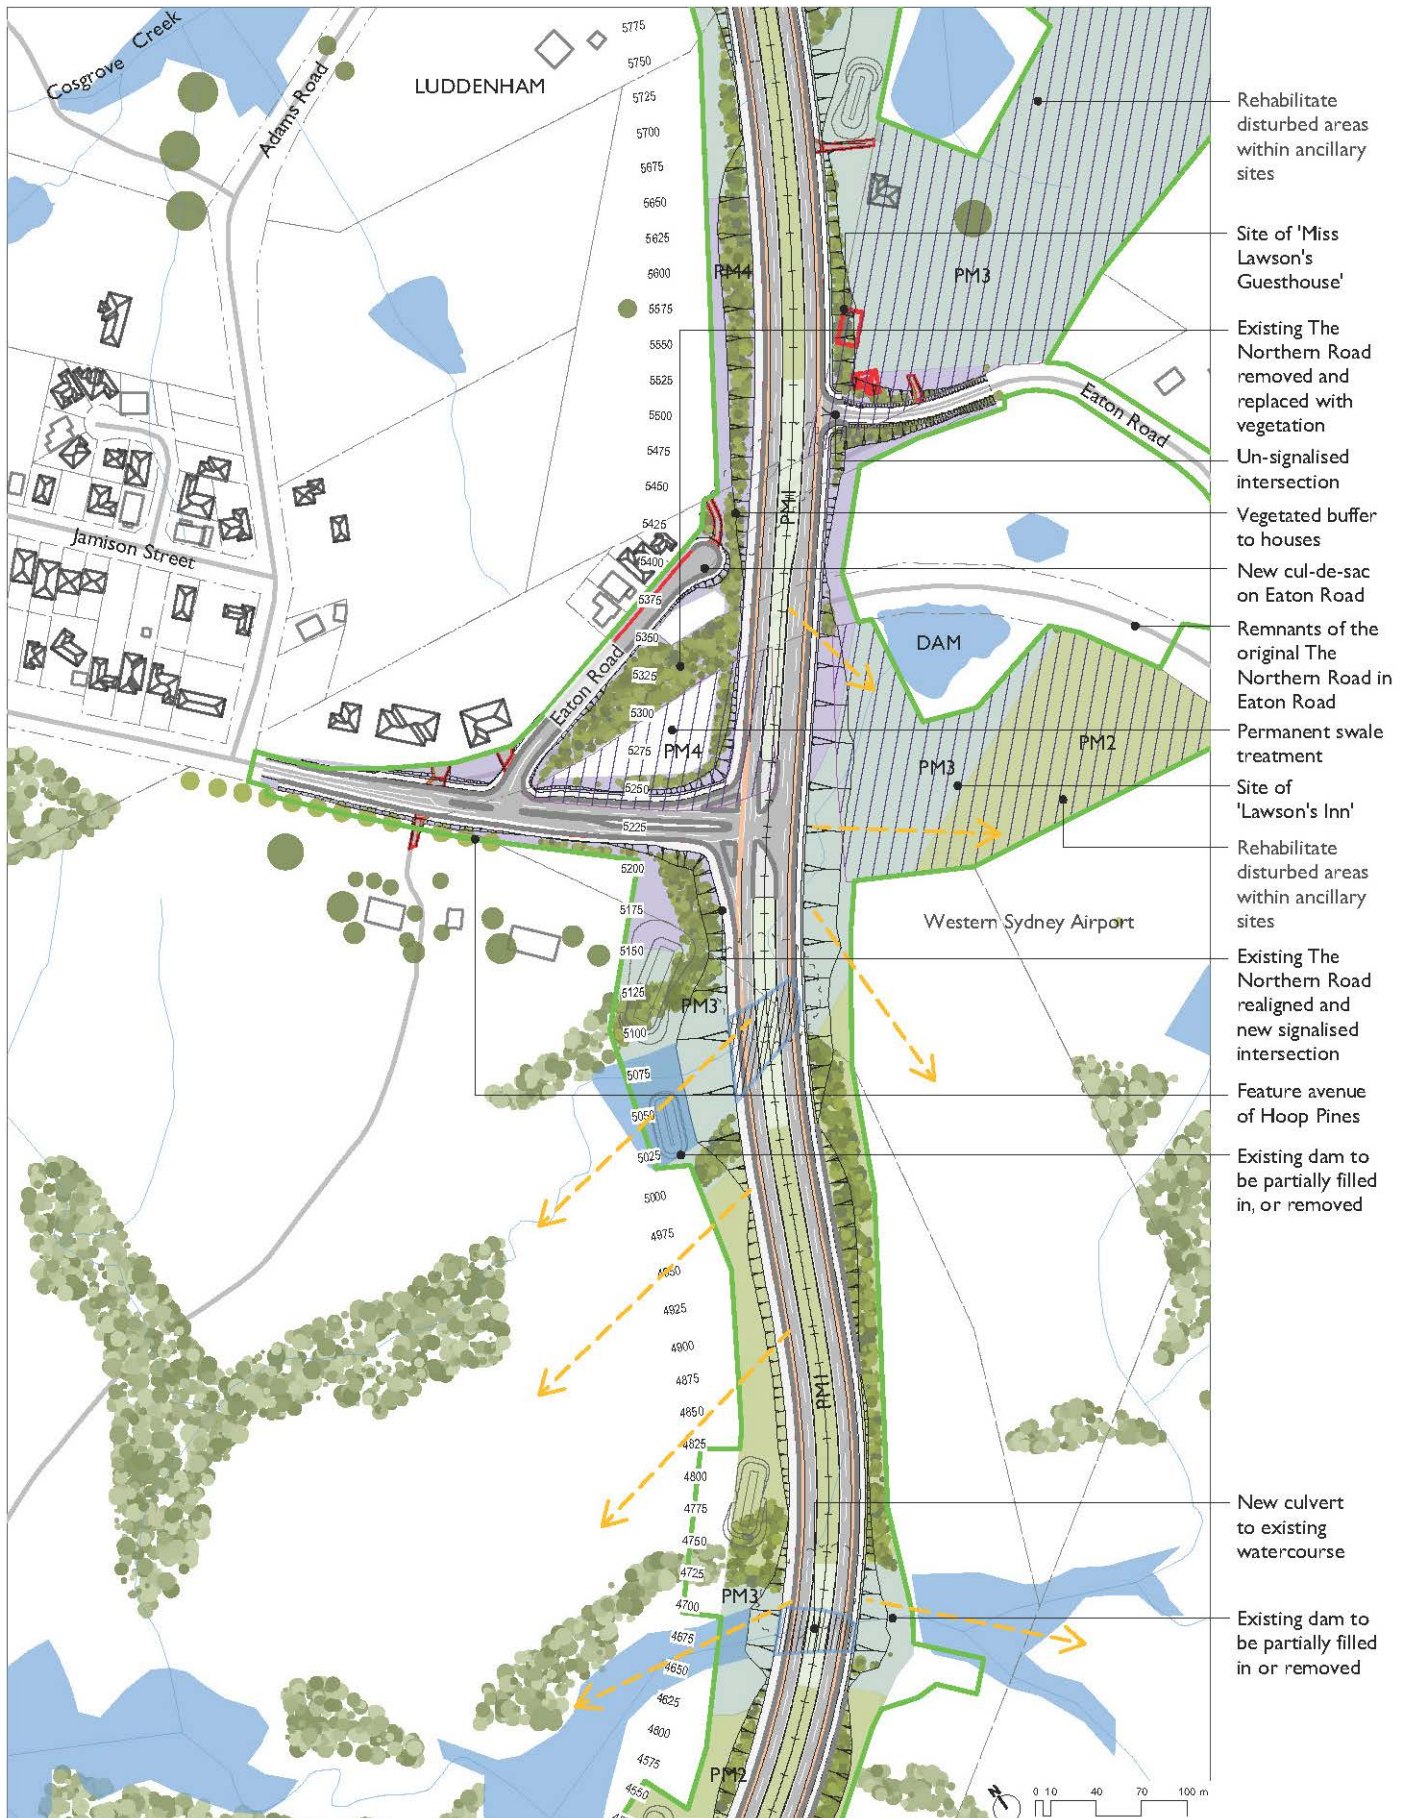 Cosgrove Creek
Adams Road
LUDDENHAM
5775
5750
5725
5700
5675
5650
5625
5600
5575
5550
5525
5500
5475
5450
5425
5400
5375
5350
5325
5300
5275
5250
5225
5200
5175
5150
5125
5100
5075
5050
5025
5000
4975
4950
4925
4900
4875
4850
4825
4800
4775
4750
4725
4700
4675
4650
4625
4600
4575
4550
PM4
PM3
Eaton Road
PM1
Jamison Street
Eaton Road
DAM
PM4
PM3
PM2
Western Sydney Airport
PM3
PM1
PM3
PM2
Rehabilitate
disturbed areas
within ancillary
sites
Site of 'Miss
Lawson's
Guesthouse'
Existing The
Northern Road
removed and
replaced with
vegetation
Un-signalised
intersection
Vegetated buffer
to houses
New cul-de-sac
on Eaton Road
Remnants of the
original The
Northern Road in
Eaton Road
Permanent swale
treatment
Site of
'Lawson's Inn'
Rehabilitate
disturbed areas
within ancillary
sites
Existing The
Northern Road
realigned and
new signalised
intersection
Feature avenue
of Hoop Pines
Existing dam to
be partially filled
in, or removed
New culvert
to existing
watercourse
Existing dam to
be partially filled
in or removed
N
0 10 40 70 100 m